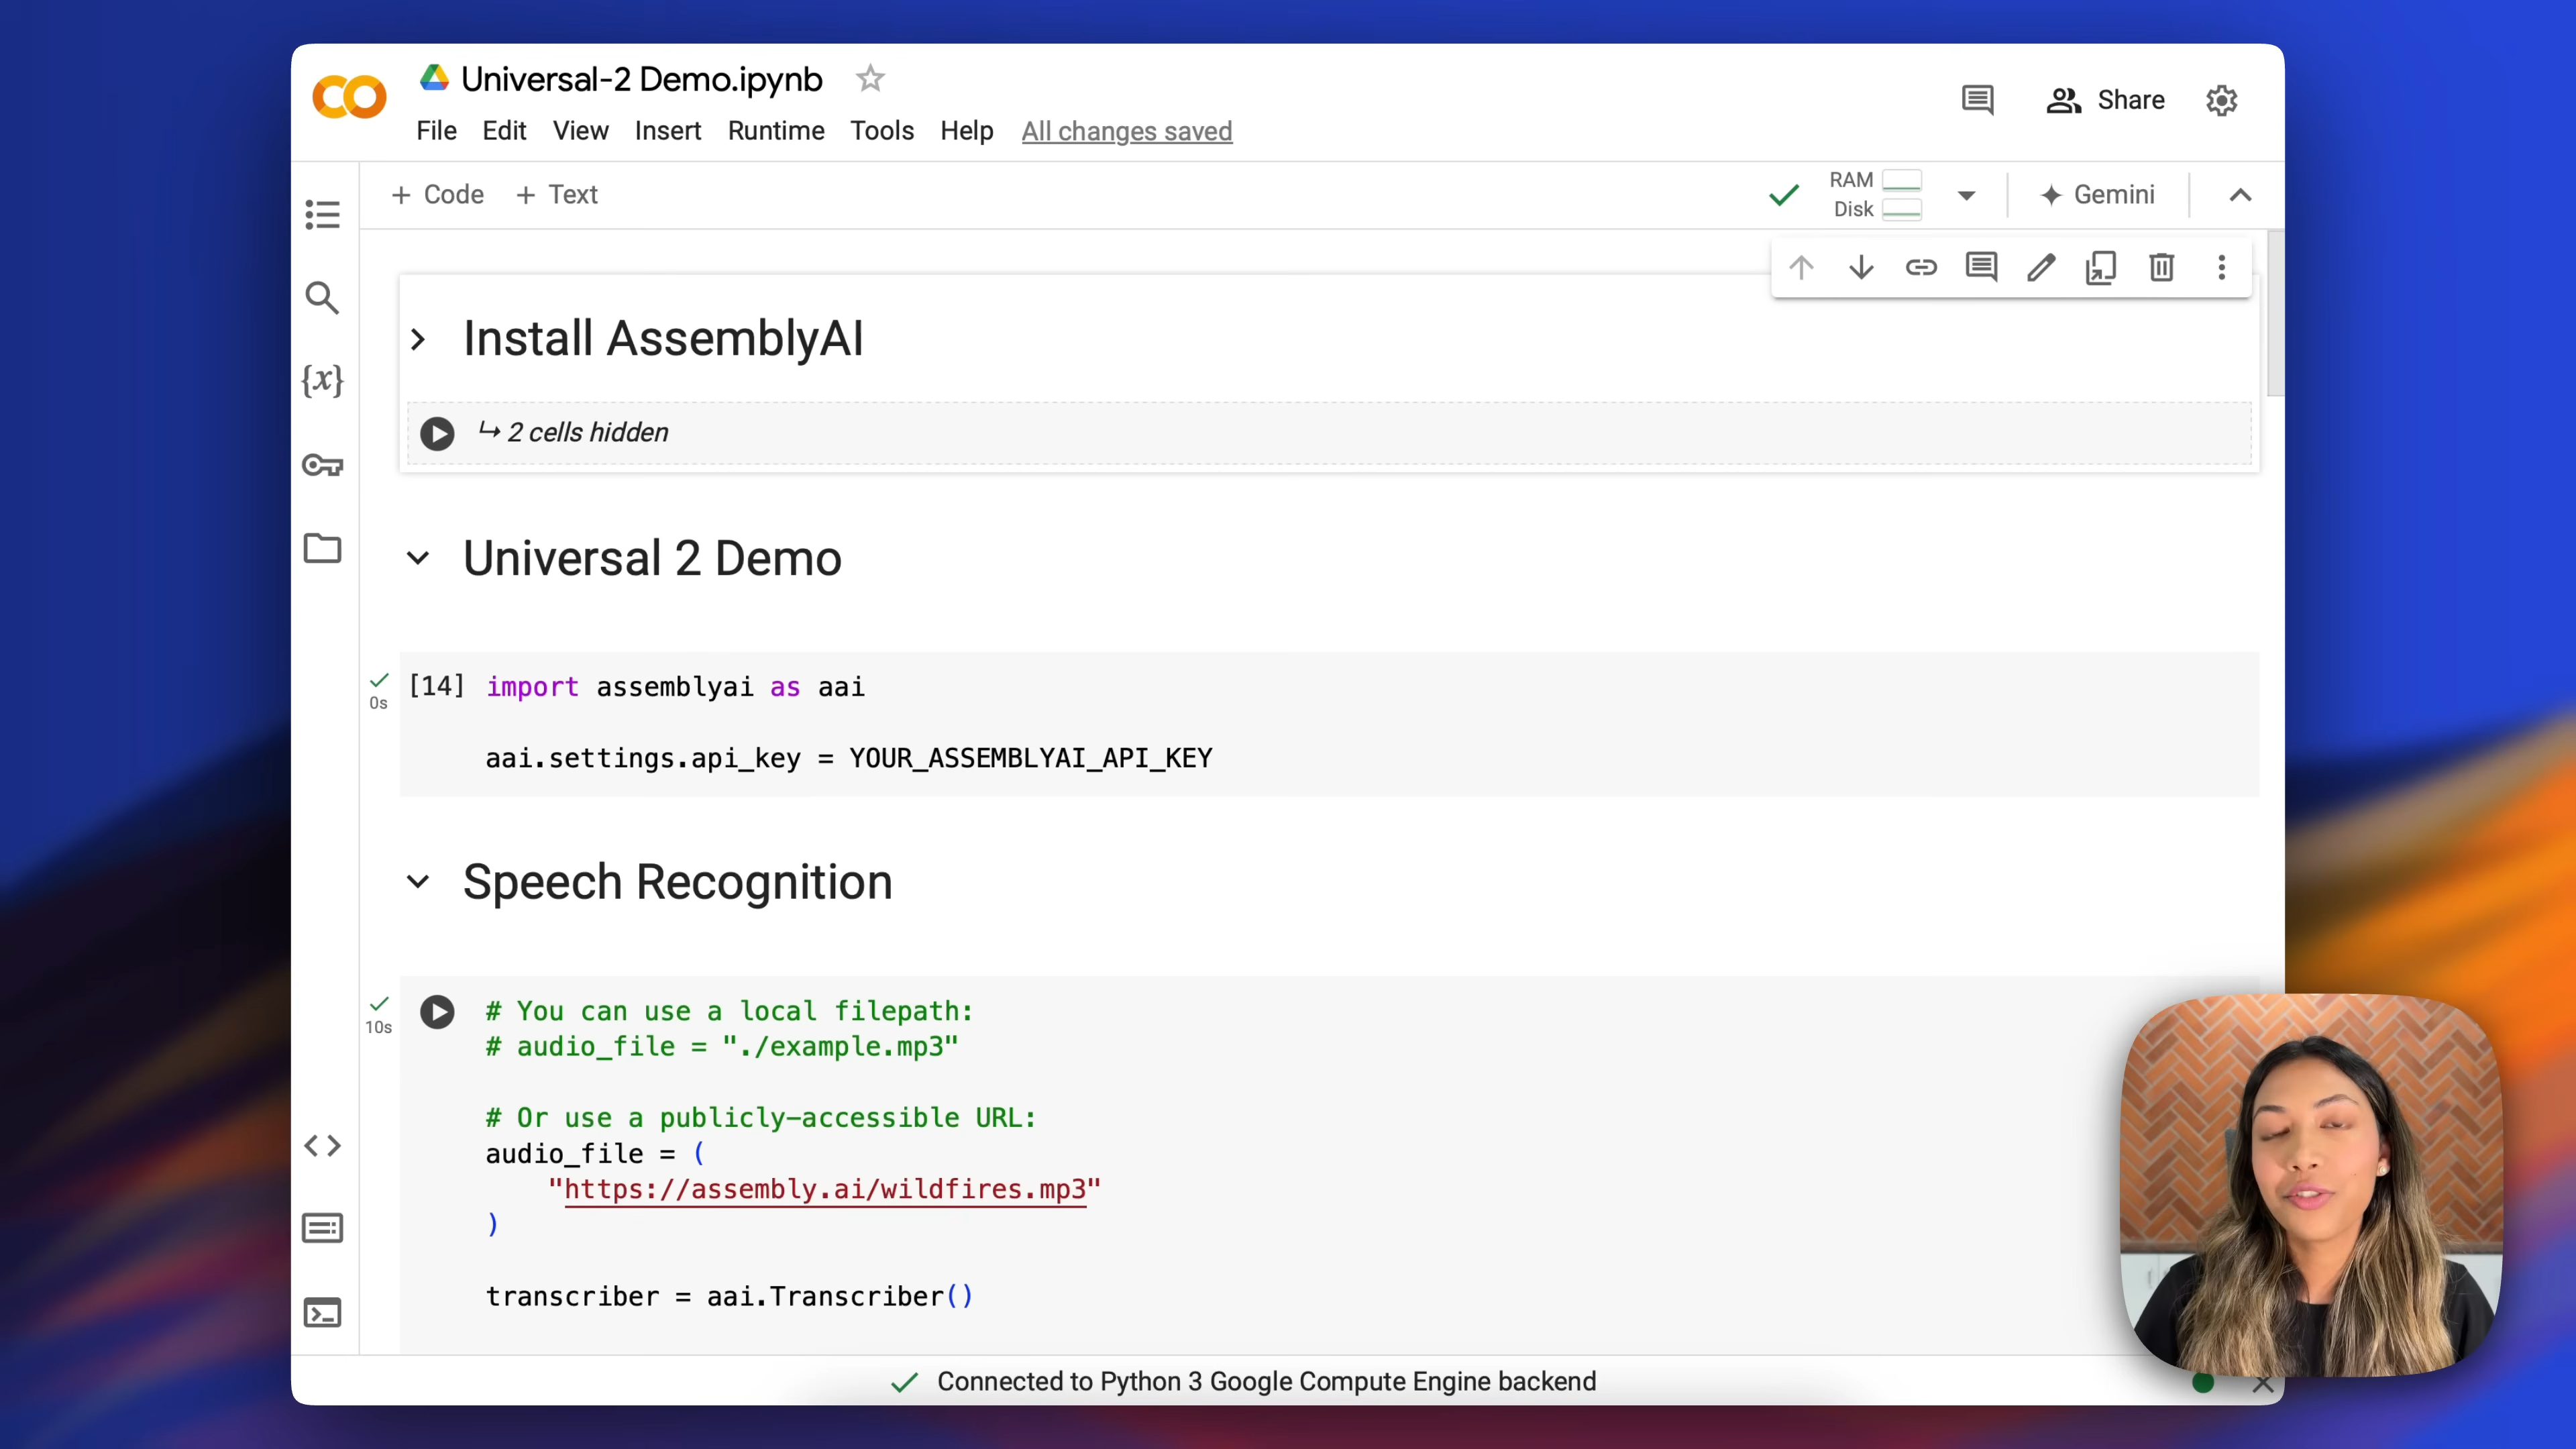 Universal-2 Demo.ipynb
File Edit View Insert Runtime Tools Help All changes saved
Share
+ Code + Text
RAM
Disk
Gemini
Install AssemblyAI
2 cells hidden
Universal 2 Demo
[14] import assemblyai as aai
0s
aai.settings.api_key = YOUR_ASSEMBLYAI_API_KEY
Speech Recognition
# You can use a local filepath:
10s
# audio_file = "./example.mp3"
# Or use a publicly-accessible URL:
audio_file = (
"https://assembly.ai/wildfires.mp3"
)
transcriber = aai.Transcriber()
Connected to Python 3 Google Compute Engine backend